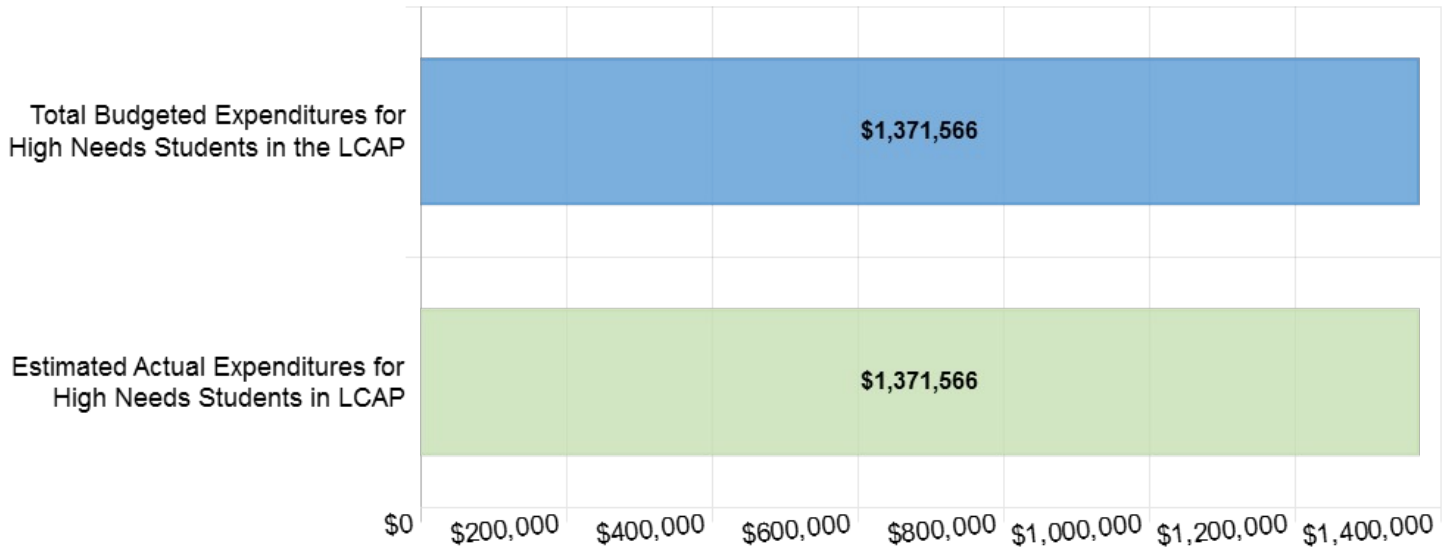 Total Budgeted Expenditures for
High Needs Students in the LCAP
$1,371,566
Estimated Actual Expenditures for
High Needs Students in LCAP
$1,371,566
$0 $200,000 $400,000 $600,000 $800,000 $1,000,000 $1,200,000 $1,400,000